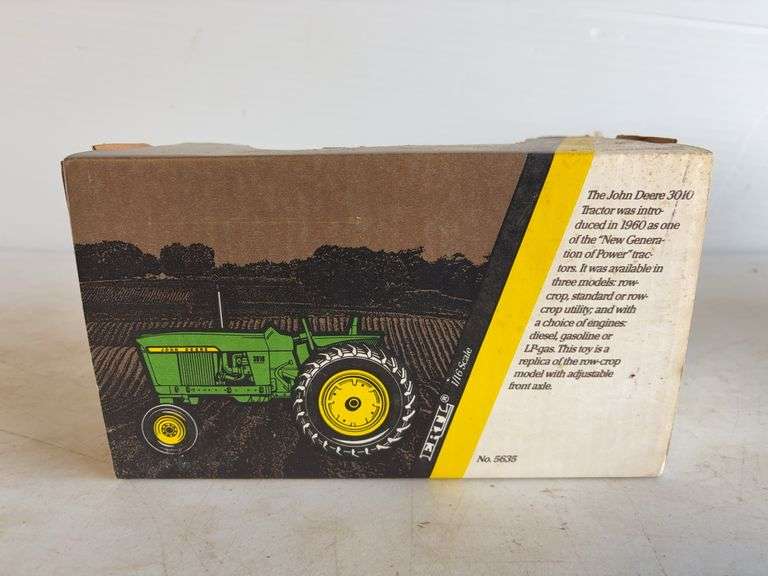 The John Deere 3010
Tractor was intro-
duced in 1960 as one
of the "New Genera-
tion of Power" trac-
tors. It was available in
three models: row-
crop, standard or row-
crop utility; and with
a choice of engines:
diesel, gasoline or
LP-gas. This toy is a
replica of the row-crop
model with adjustable
front axle.
No. 5635
ERTL® 1/16 Scale
JOHN DEERE
3010